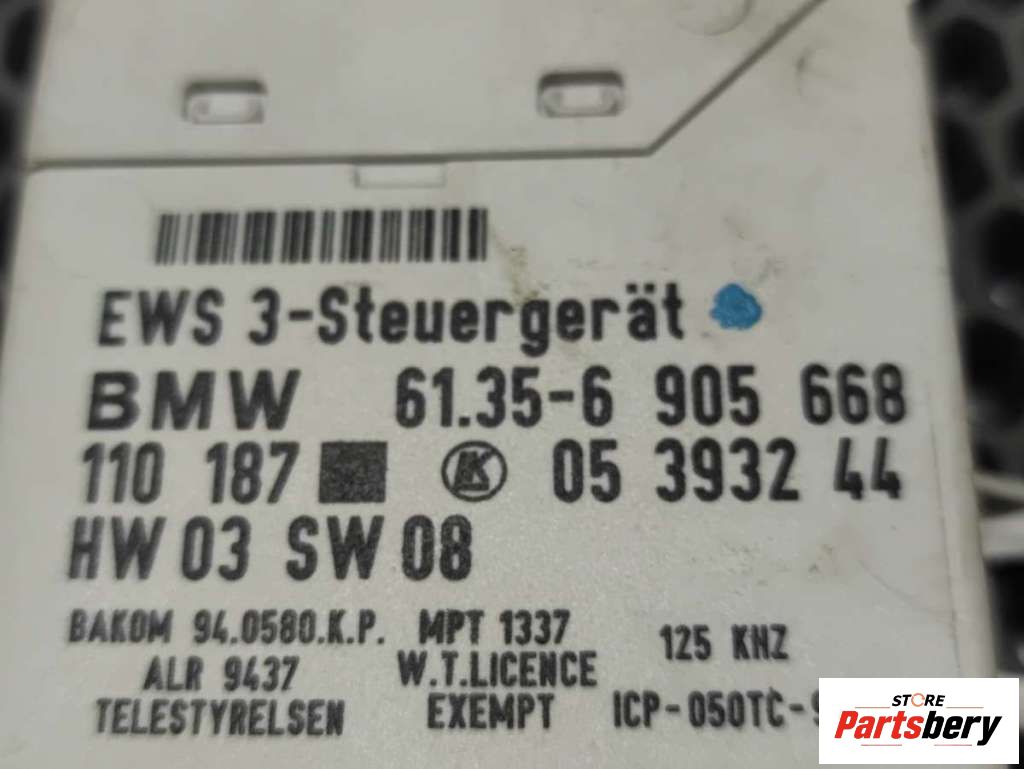 EWS 3-Steuergerät
BMW 61.35-6 905 668
110 187 K 05 3932 44
HW 03 SW 08
BAKOM 94.0580.K.P. MPT 1337 125 KHZ
ALR 9437 W.T.LICENCE
TELESTYRELSEN EXEMPT ICP-050TC-
STORE
Partsbery